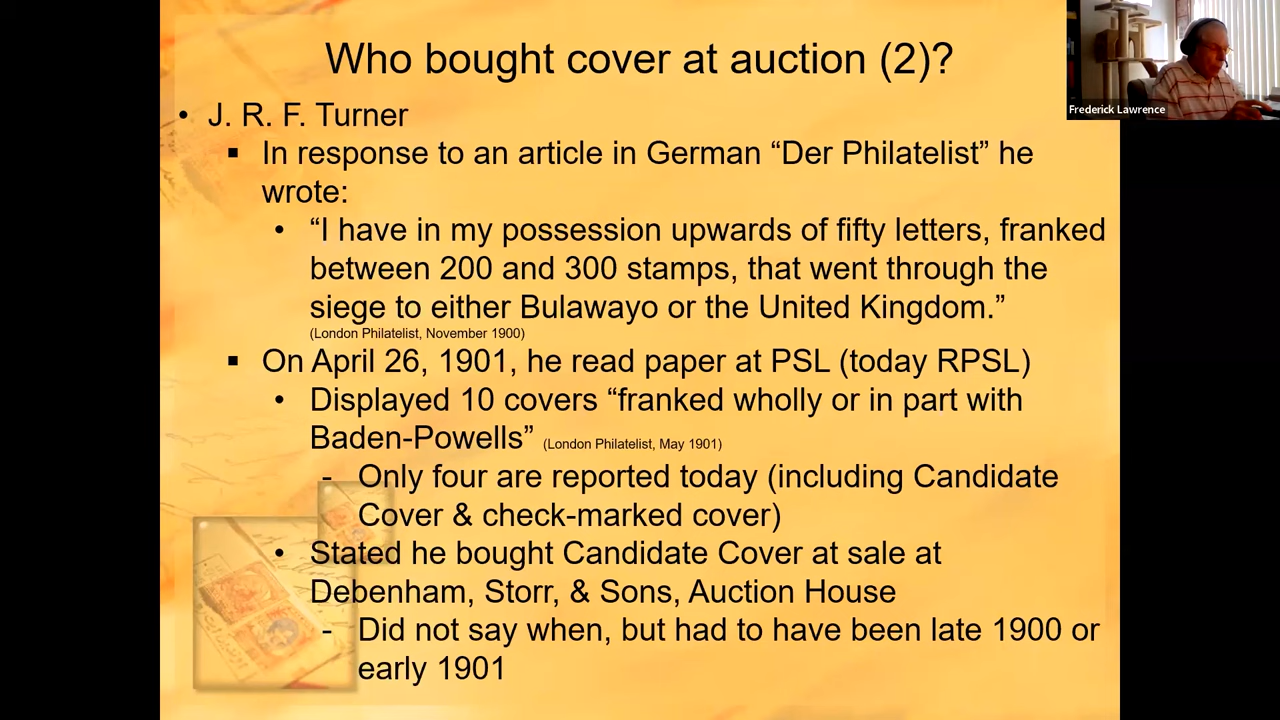 Who bought cover at auction (2)?
Frederick Lawrence
• J. R. F. Turner
▪ In response to an article in German “Der Philatelist” he
wrote:
• “I have in my possession upwards of fifty letters, franked
between 200 and 300 stamps, that went through the
siege to either Bulawayo or the United Kingdom.”
(London Philatelist, November 1900)
▪ On April 26, 1901, he read paper at PSL (today RPSL)
• Displayed 10 covers “franked wholly or in part with
Baden-Powells” (London Philatelist, May 1901)
- Only four are reported today (including Candidate
Cover & check-marked cover)
• Stated he bought Candidate Cover at sale at
Debenham, Storr, & Sons, Auction House
- Did not say when, but had to have been late 1900 or
early 1901